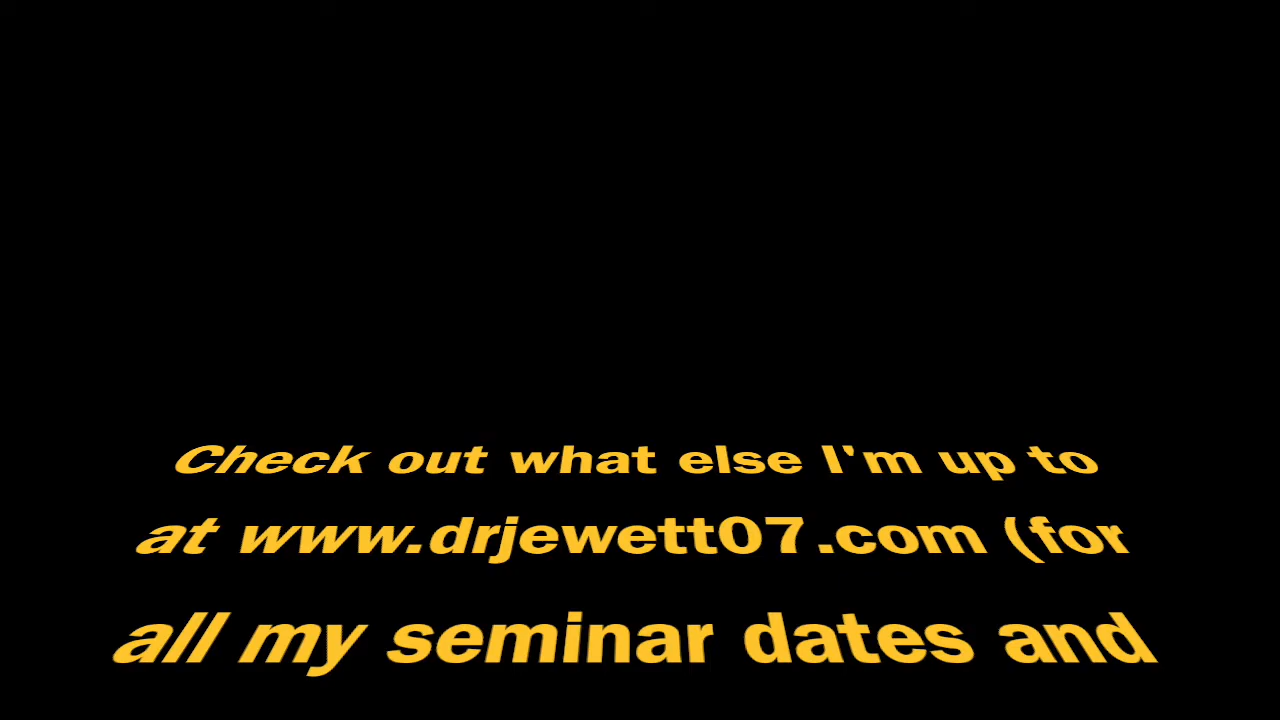 Check out what else I'm up to
at www.drjewett07.com (for
all my seminar dates and